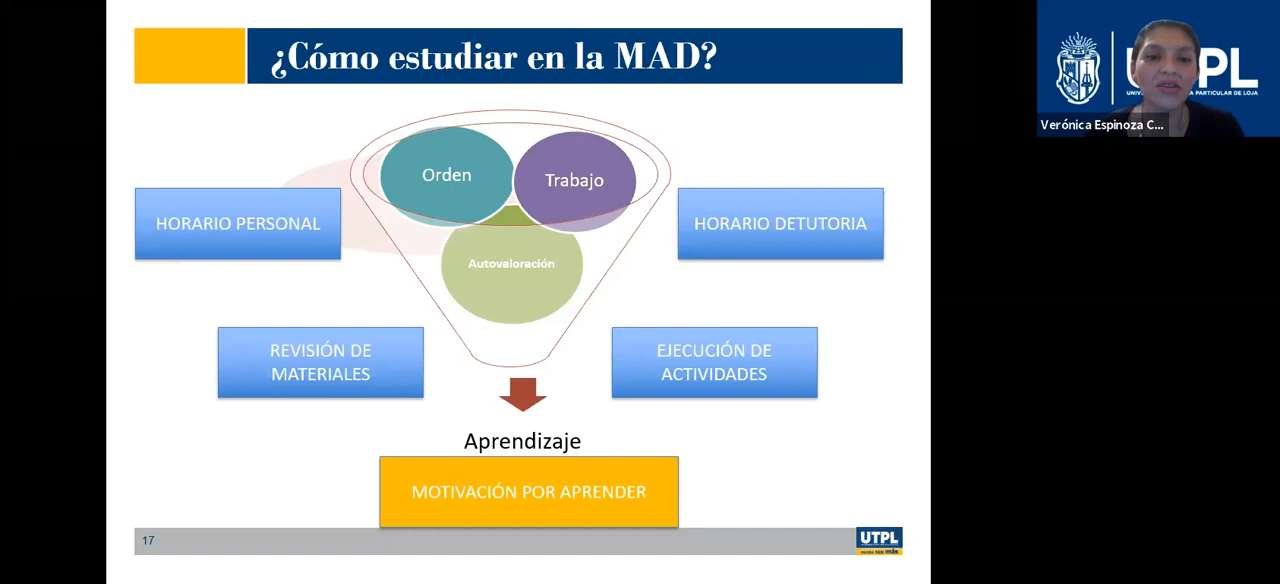 ¿Cómo estudiar en la MAD?
Orden
Trabajo
Autovaloración
HORARIO PERSONAL
HORARIO DETUTORIA
REVISIÓN DE
MATERIALES
EJECUCIÓN DE
ACTIVIDADES
Aprendizaje
MOTIVACIÓN POR APRENDER
17
UTPL
UTPL
Verónica Espinoza C...